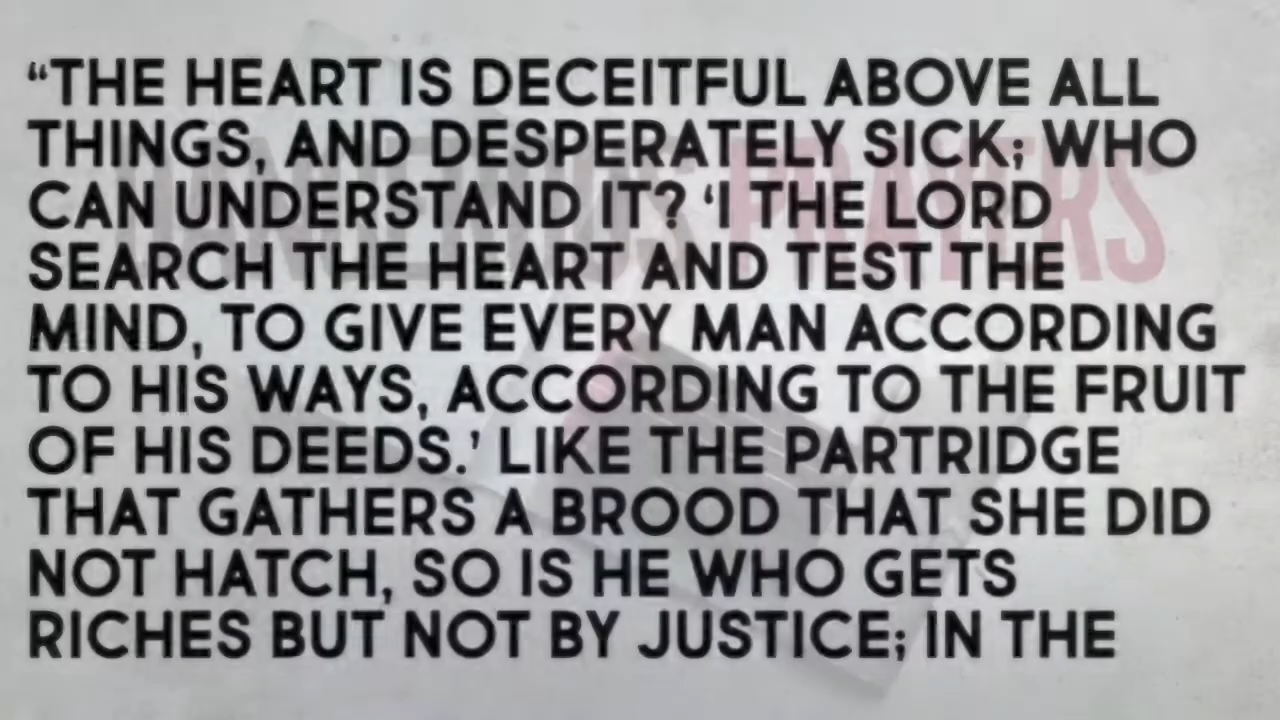 “THE HEART IS DECEITFUL ABOVE ALL
THINGS, AND DESPERATELY SICK; WHO
CAN UNDERSTAND IT? ‘I THE LORD
SEARCH THE HEART AND TEST THE
MIND, TO GIVE EVERY MAN ACCORDING
TO HIS WAYS, ACCORDING TO THE FRUIT
OF HIS DEEDS.’ LIKE THE PARTRIDGE
THAT GATHERS A BROOD THAT SHE DID
NOT HATCH, SO IS HE WHO GETS
RICHES BUT NOT BY JUSTICE; IN THE
PRAYERS